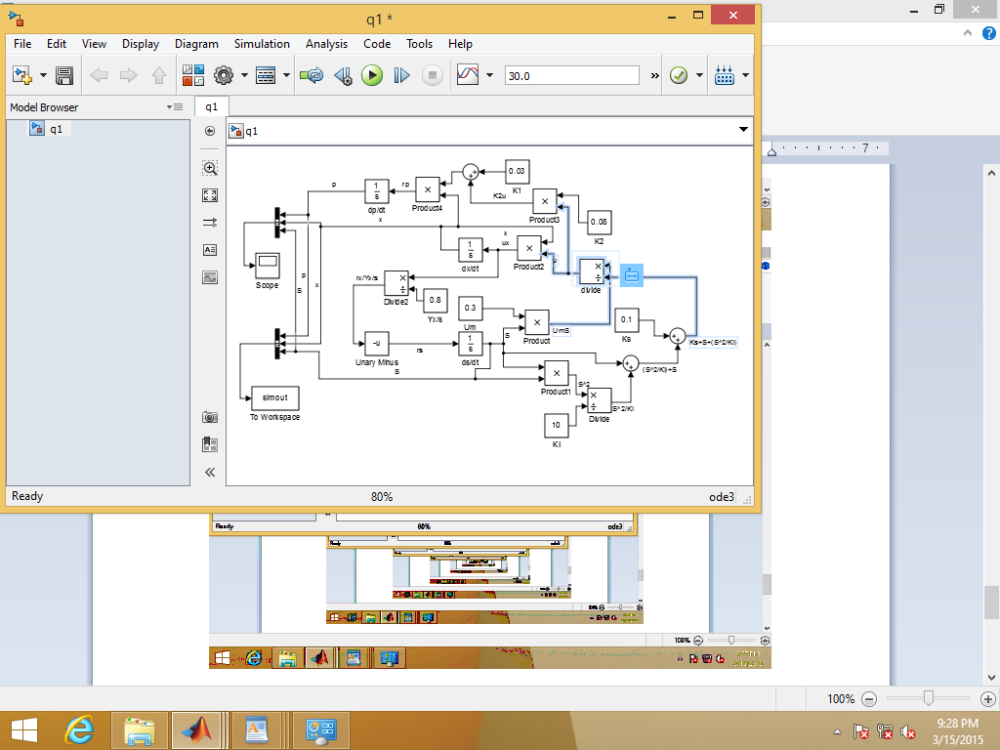 q1 *
File Edit View Display Diagram Simulation Analysis Code Tools Help
30.0
Model Browser
q1
q1
q1
7
p
rp
1
s
dp/dt
x
Product4
K2u
0.03
K1
Product3
0.08
K2
x
ux
1
s
dx/dt
Product2
u
divide
Scope
p
S
x
rx/Yx/s
Divide2
0.8
Yx/s
0.3
Um
Product
UmS
0.1
Ks
Ks+S+(S^2/KI)
-u
Unary Minus
S
rs
1
s
ds/dt
S
(S^2/KI)+S
Product1
S^2
Divide
S^2/KI
10
KI
simout
To Workspace
Ready
80%
ode3
Ready
80%
ode3
100%
100%
9:28 PM
3/15/2015